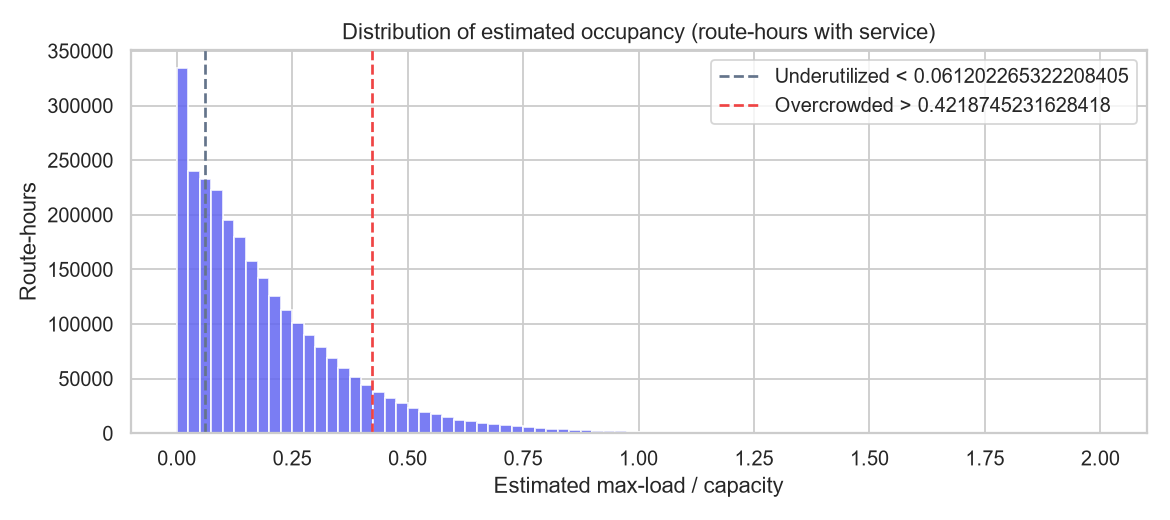 Distribution of estimated occupancy (route-hours with service)
Underutilized < 0.061202265322208405
Overcrowded > 0.4218745231628418
350000
300000
250000
200000
150000
100000
50000
0
Route-hours
0.00 0.25 0.50 0.75 1.00 1.25 1.50 1.75 2.00
Estimated max-load / capacity